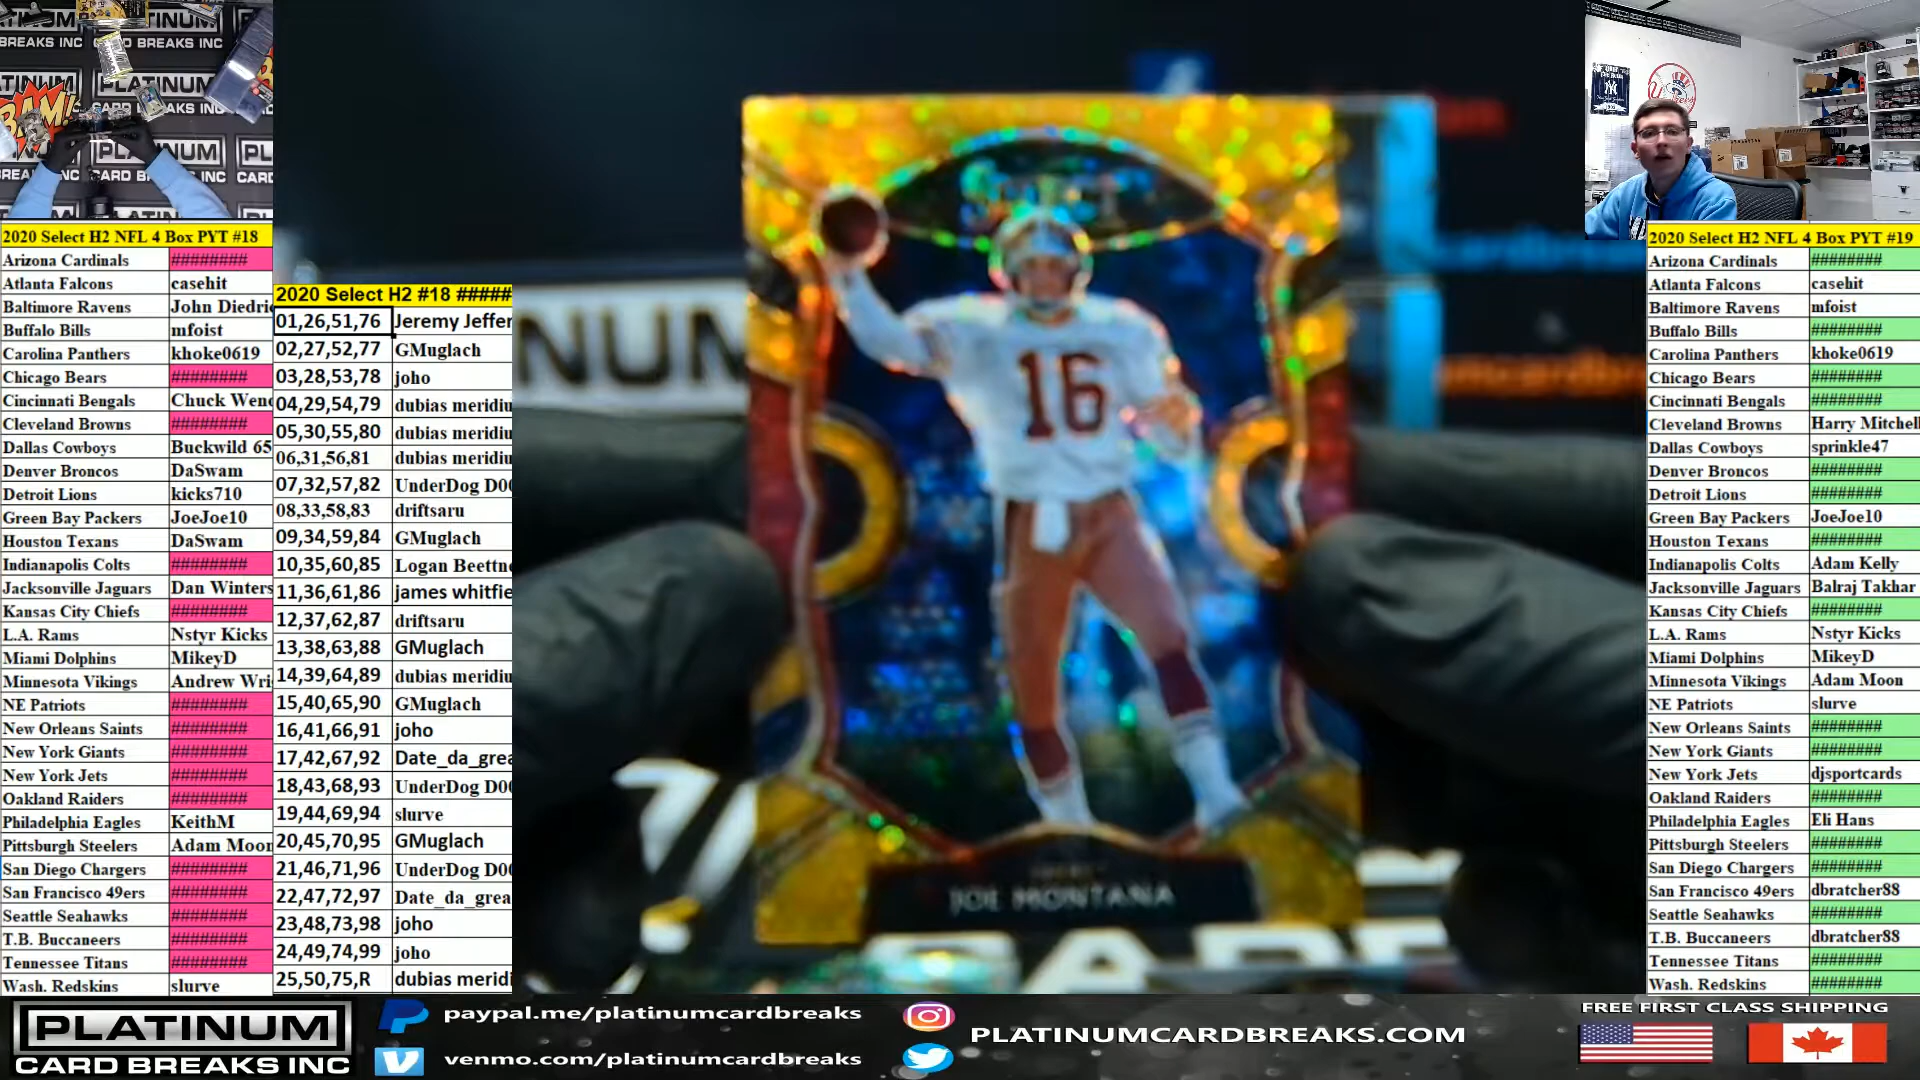 2020 Select H2 NFL 4 Box PYT #18
Arizona Cardinals ########
Atlanta Falcons casehit
Baltimore Ravens John Diedri
Buffalo Bills mfoist
Carolina Panthers khoke0619
Chicago Bears ########
Cincinnati Bengals Chuck Wen
Cleveland Browns ########
Dallas Cowboys Buckwild 65
Denver Broncos DaSwam
Detroit Lions kicks710
Green Bay Packers JoeJoe10
Houston Texans DaSwam
Indianapolis Colts ########
Jacksonville Jaguars Dan Winters
Kansas City Chiefs ########
L.A. Rams Nstyr Kicks
Miami Dolphins MikeyD
Minnesota Vikings Andrew Wri
NE Patriots ########
New Orleans Saints ########
New York Giants ########
New York Jets ########
Oakland Raiders ########
Philadelphia Eagles KeithM
Pittsburgh Steelers Adam Moon
San Diego Chargers ########
San Francisco 49ers ########
Seattle Seahawks ########
T.B. Buccaneers ########
Tennessee Titans ########
Wash. Redskins slurve
2020 Select H2 #18 #####
01,26,51,76 Jeremy Jeffer
02,27,52,77 GMuglach
03,28,53,78 joho
04,29,54,79 dubias meridiu
05,30,55,80 dubias meridiu
06,31,56,81 dubias meridiu
07,32,57,82 UnderDog D00
08,33,58,83 driftsaru
09,34,59,84 GMuglach
10,35,60,85 Logan Beettn
11,36,61,86 james whitfie
12,37,62,87 driftsaru
13,38,63,88 GMuglach
14,39,64,89 dubias meridiu
15,40,65,90 GMuglach
16,41,66,91 joho
17,42,67,92 Date_da_grea
18,43,68,93 UnderDog D00
19,44,69,94 slurve
20,45,70,95 GMuglach
21,46,71,96 UnderDog D00
22,47,72,97 Date_da_grea
23,48,73,98 joho
24,49,74,99 joho
25,50,75,R dubias meridi
16
JOE MONTANA
2020 Select H2 NFL 4 Box PYT #19
Arizona Cardinals ########
Atlanta Falcons casehit
Baltimore Ravens mfoist
Buffalo Bills ########
Carolina Panthers khoke0619
Chicago Bears ########
Cincinnati Bengals ########
Cleveland Browns Harry Mitchell
Dallas Cowboys sprinkle47
Denver Broncos ########
Detroit Lions ########
Green Bay Packers JoeJoe10
Houston Texans ########
Indianapolis Colts Adam Kelly
Jacksonville Jaguars Balraj Takhar
Kansas City Chiefs ########
L.A. Rams Nstyr Kicks
Miami Dolphins MikeyD
Minnesota Vikings Adam Moon
NE Patriots slurve
New Orleans Saints ########
New York Giants ########
New York Jets djsportcards
Oakland Raiders ########
Philadelphia Eagles Eli Hans
Pittsburgh Steelers ########
San Diego Chargers ########
San Francisco 49ers dbratcher88
Seattle Seahawks ########
T.B. Buccaneers dbratcher88
Tennessee Titans ########
Wash. Redskins ########
PLATINUM
CARD BREAKS INC
paypal.me/platinumcardbreaks
venmo.com/platinumcardbreaks
PLATINUMCARDBREAKS.COM
FREE FIRST CLASS SHIPPING